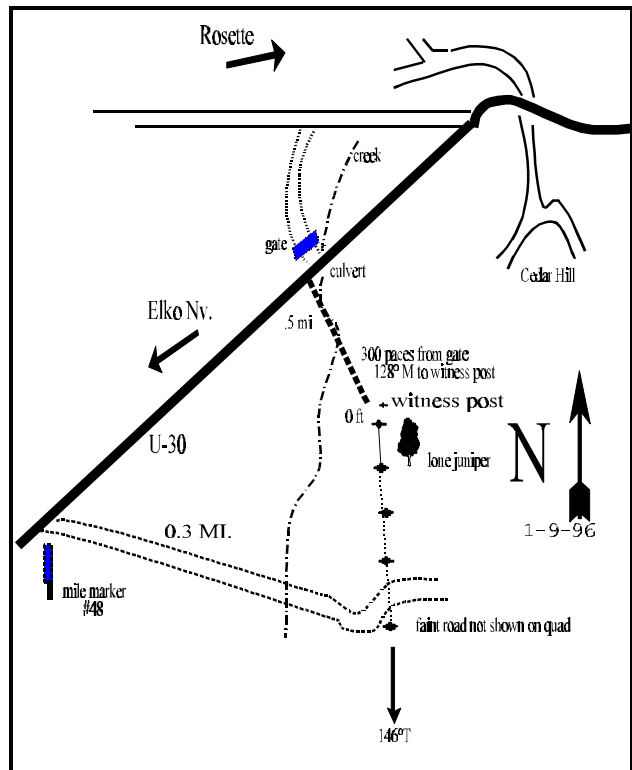 Rosette
creek
gate
culvert
Cedar Hill
Elko Nv.
.5 mi
300 paces from gate
128° M to witness post
witness post
0 ft
U-30
lone juniper
N
1-9-96
0.3 MI.
mile marker
#48
faint road not shown on quad
146°T